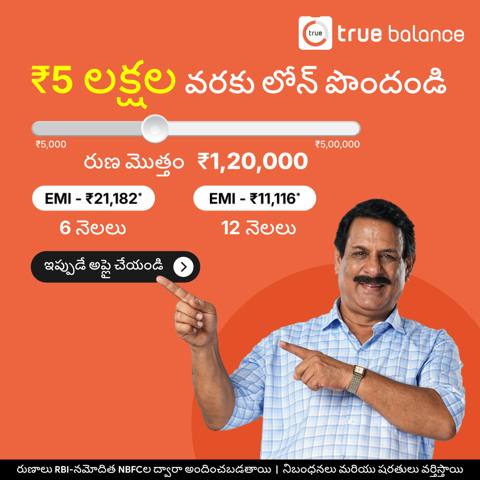 true
true balance
₹5 లక్షల వరకు లోన్ పొందండి
₹5,000
₹5,00,000
రుణ మొత్తం ₹1,20,000
EMI - ₹21,182*
EMI - ₹11,116*
6 నెలలు
12 నెలలు
ఇప్పుడే అప్లై చేయండి
రుణాలు RBI-నమోదిత NBFCల ద్వారా అందించబడతాయి | నిబంధనలు మరియు షరతులు వర్తిస్తాయి